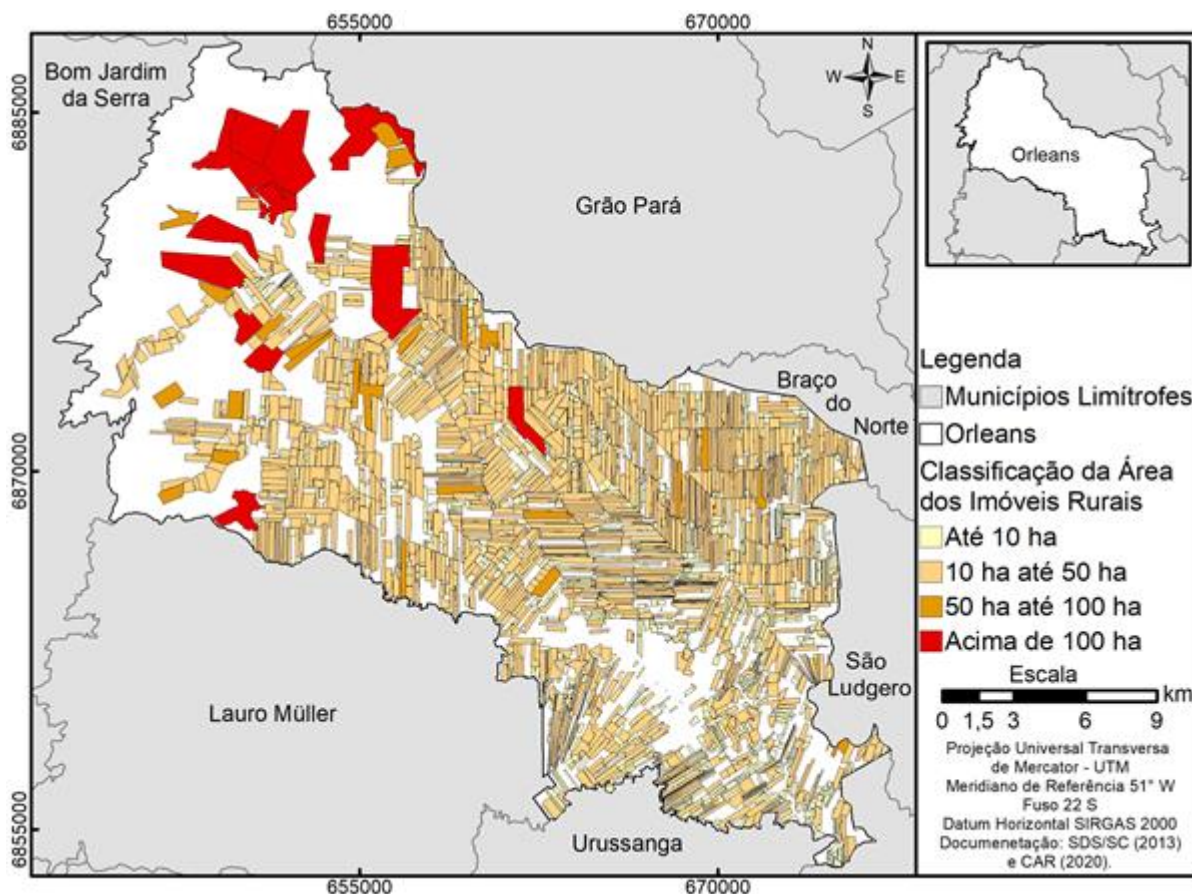 655000
670000
6885000
6870000
6855000
Bom Jardim
da Serra
N
W
E
S
Grão Pará
Braço
do
Norte
São
Ludgero
Lauro Müller
Urussanga
655000
670000
Orleans
Legenda
Municípios Limítrofes
Orleans
Classificação da Área
dos Imóveis Rurais
Até 10 ha
10 ha até 50 ha
50 ha até 100 ha
Acima de 100 ha
Escala
km
0 1,5 3 6 9
Projeção Universal Transversa
de Mercator - UTM
Meridiano de Referência 51° W
Fuso 22 S
Datum Horizontal SIRGAS 2000
Documenetação: SDS/SC (2013)
e CAR (2020).